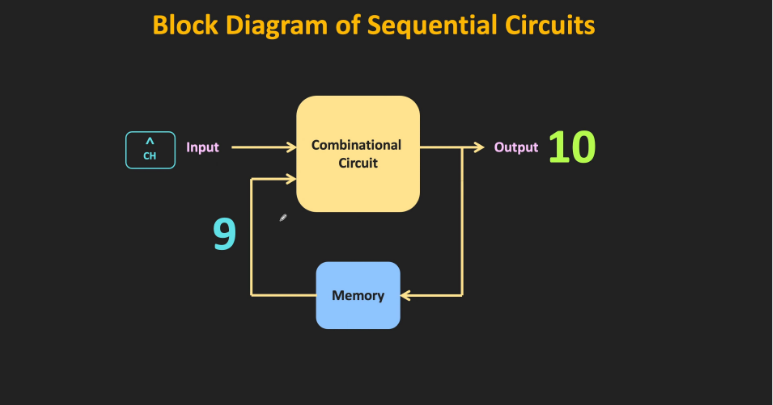 Block Diagram of Sequential Circuits
^
CH
Input
Combinational
Circuit
Output
10
9
Memory